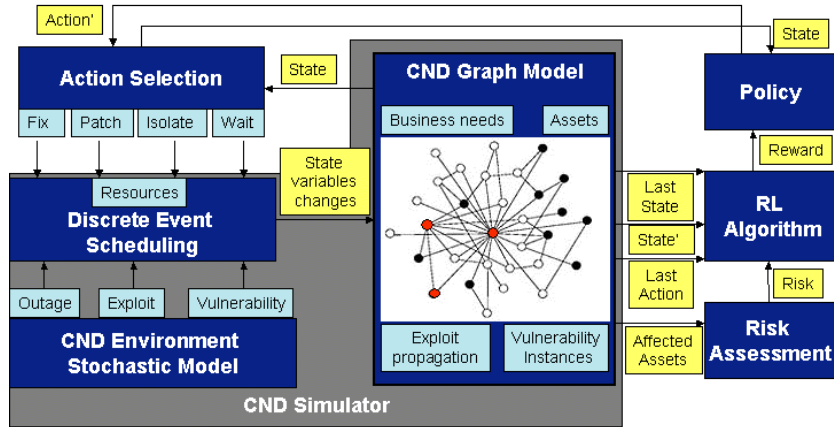 Action'
State
Action Selection
State
CND Graph Model
Policy
Fix
Patch
Isolate
Wait
Business needs
Assets
Reward
State
variables
changes
Resources
Discrete Event
Scheduling
Last
State
State'
Last
Action
RL
Algorithm
Outage
Exploit
Vulnerability
Risk
CND Environment
Stochastic Model
Exploit
propagation
Vulnerability
Instances
Affected
Assets
Risk
Assessment
CND Simulator